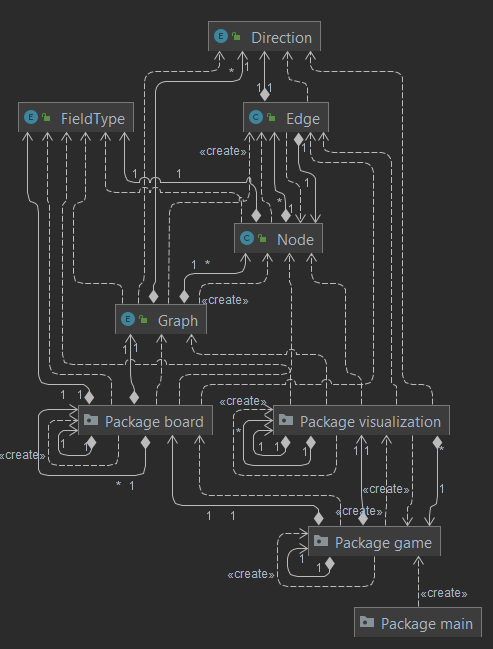 E Direction
* 1 1 1
E FieldType
C Edge
«create»
1 1 1 * 1
C Node
1 *
«create»
E Graph
1 1
1 1
Package board
Package visualization
«create» «create»
1 1 * 1 1 * 1
* 1 1 1
«create» «create»
1 1 «create»
Package game
1 1
«create»
«create»
Package main